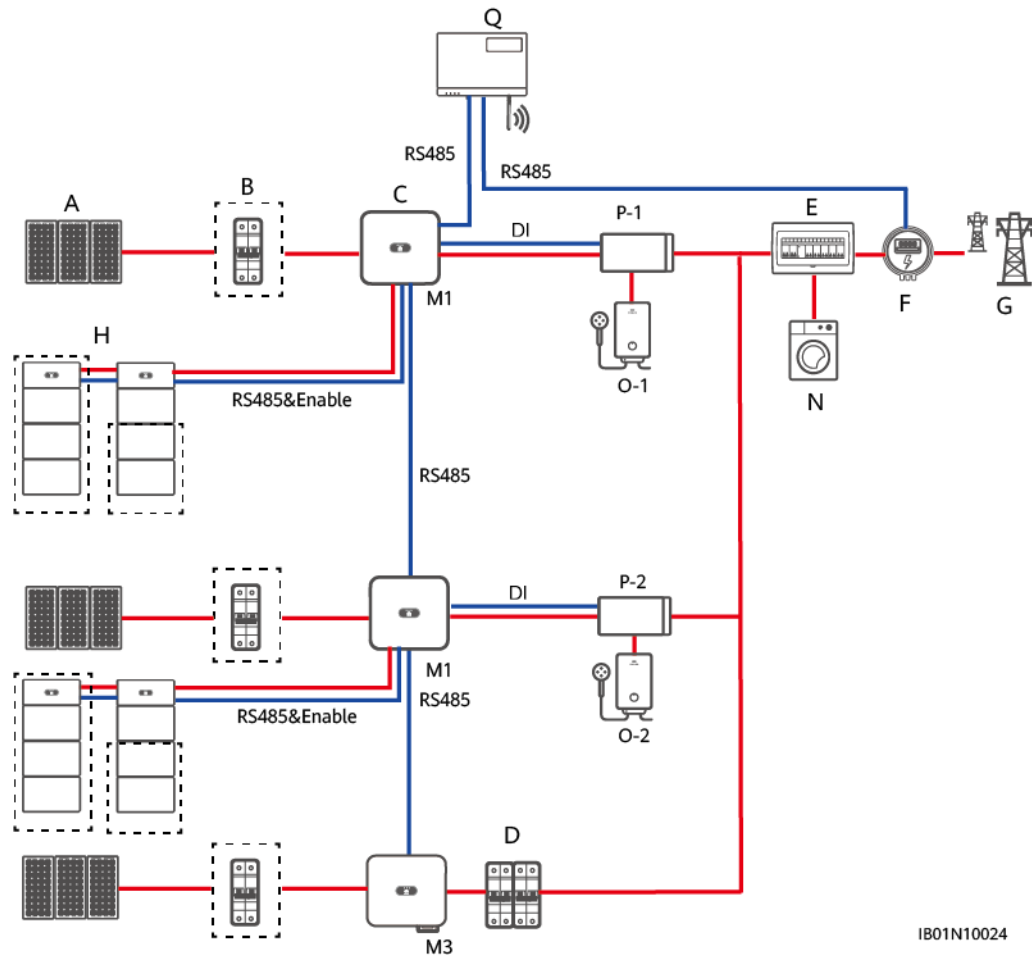 Q
RS485
RS485
A
B
C
DI
P-1
E
M1
O-1
F
G
N
H
RS485&Enable
RS485
DI
P-2
M1
RS485
RS485&Enable
O-2
D
M3
IB01N10024